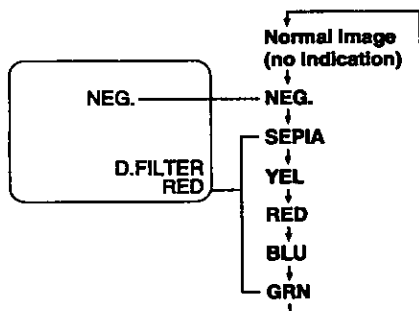 Normal Image
(no indication)
NEG.
NEG.
D.FILTER
RED
SEPIA
YEL
RED
BLU
GRN